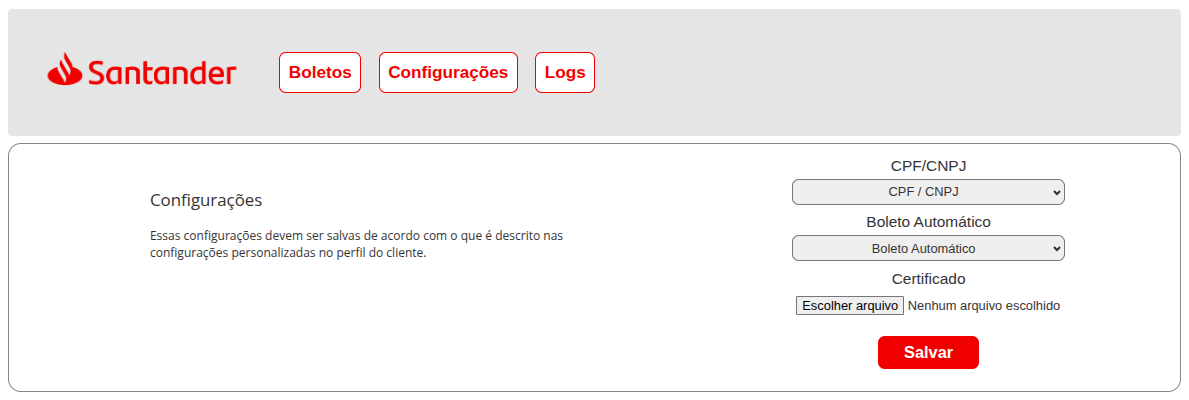 Santander
Boletos
Configurações
Logs
Configurações
Essas configurações devem ser salvas de acordo com o que é descrito nas
configurações personalizadas no perfil do cliente.
CPF/CNPJ
CPF / CNPJ
Boleto Automático
Boleto Automático
Certificado
Escolher arquivo Nenhum arquivo escolhido
Salvar